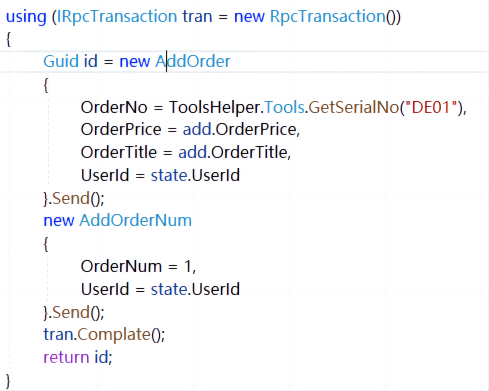 using (IRpcTransaction tran = new RpcTransaction())
{
Guid id = new AddOrder
{
OrderNo = ToolsHelper.Tools.GetSerialNo("DE01"),
OrderPrice = add.OrderPrice,
OrderTitle = add.OrderTitle,
UserId = state.UserId
}.Send();
new AddOrderNum
{
OrderNum = 1,
UserId = state.UserId
}.Send();
tran.Complate();
return id;
}